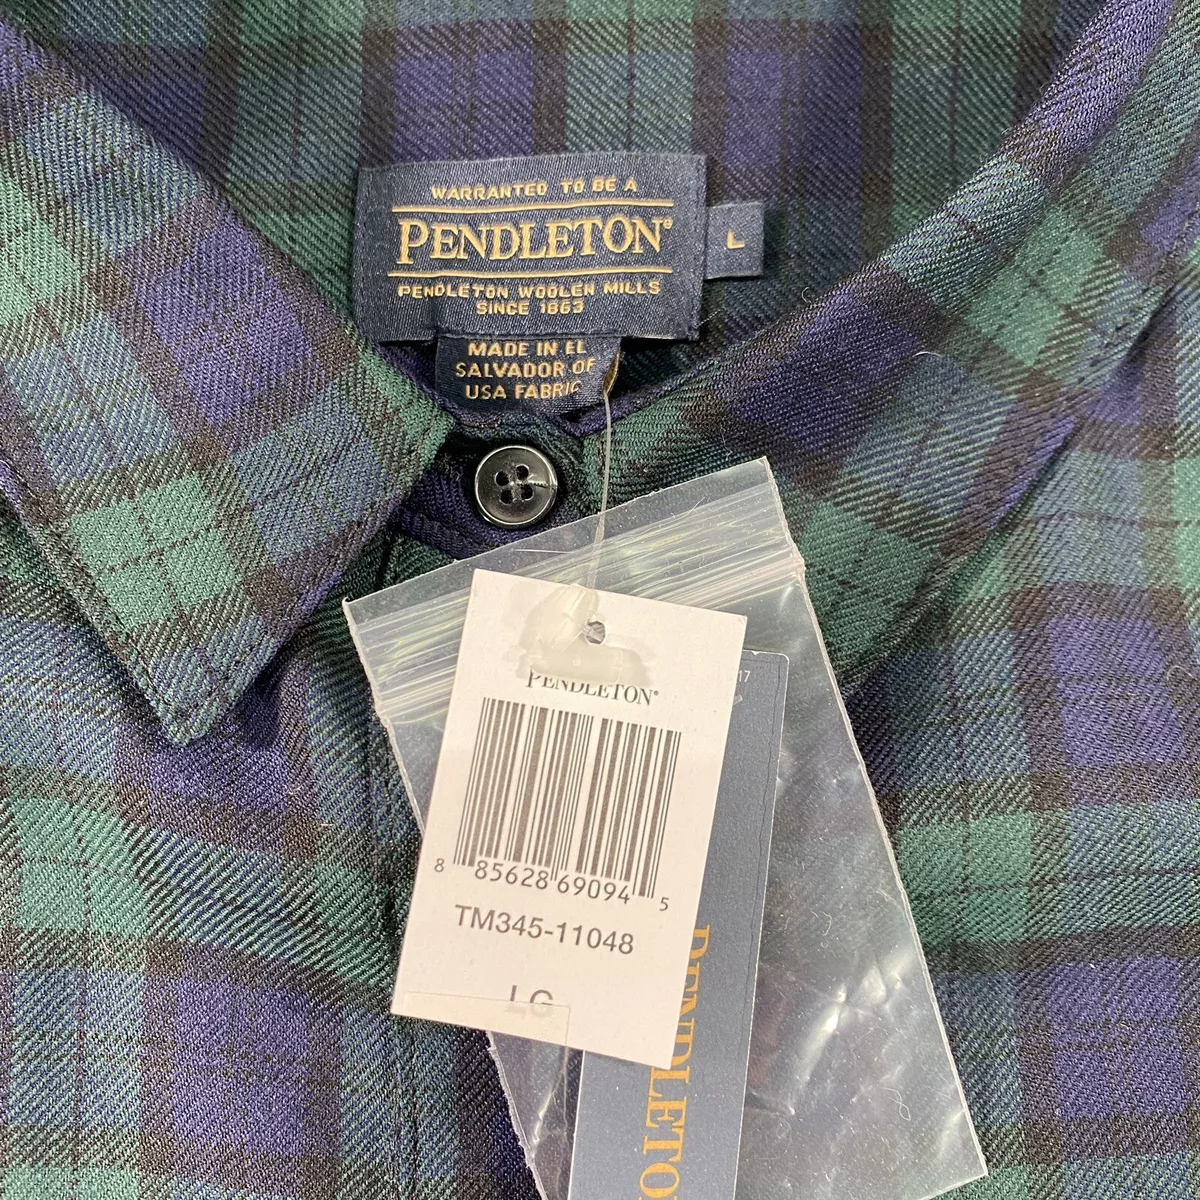 WARRANTED TO BE A
PENDLETON®
PENDLETON WOOLEN MILLS
SINCE 1863
L
MADE IN EL
SALVADOR OF
USA FABRIC
PENDLETON®
8 85628 69094 5
TM345-11048
LG
17
PENDLETON